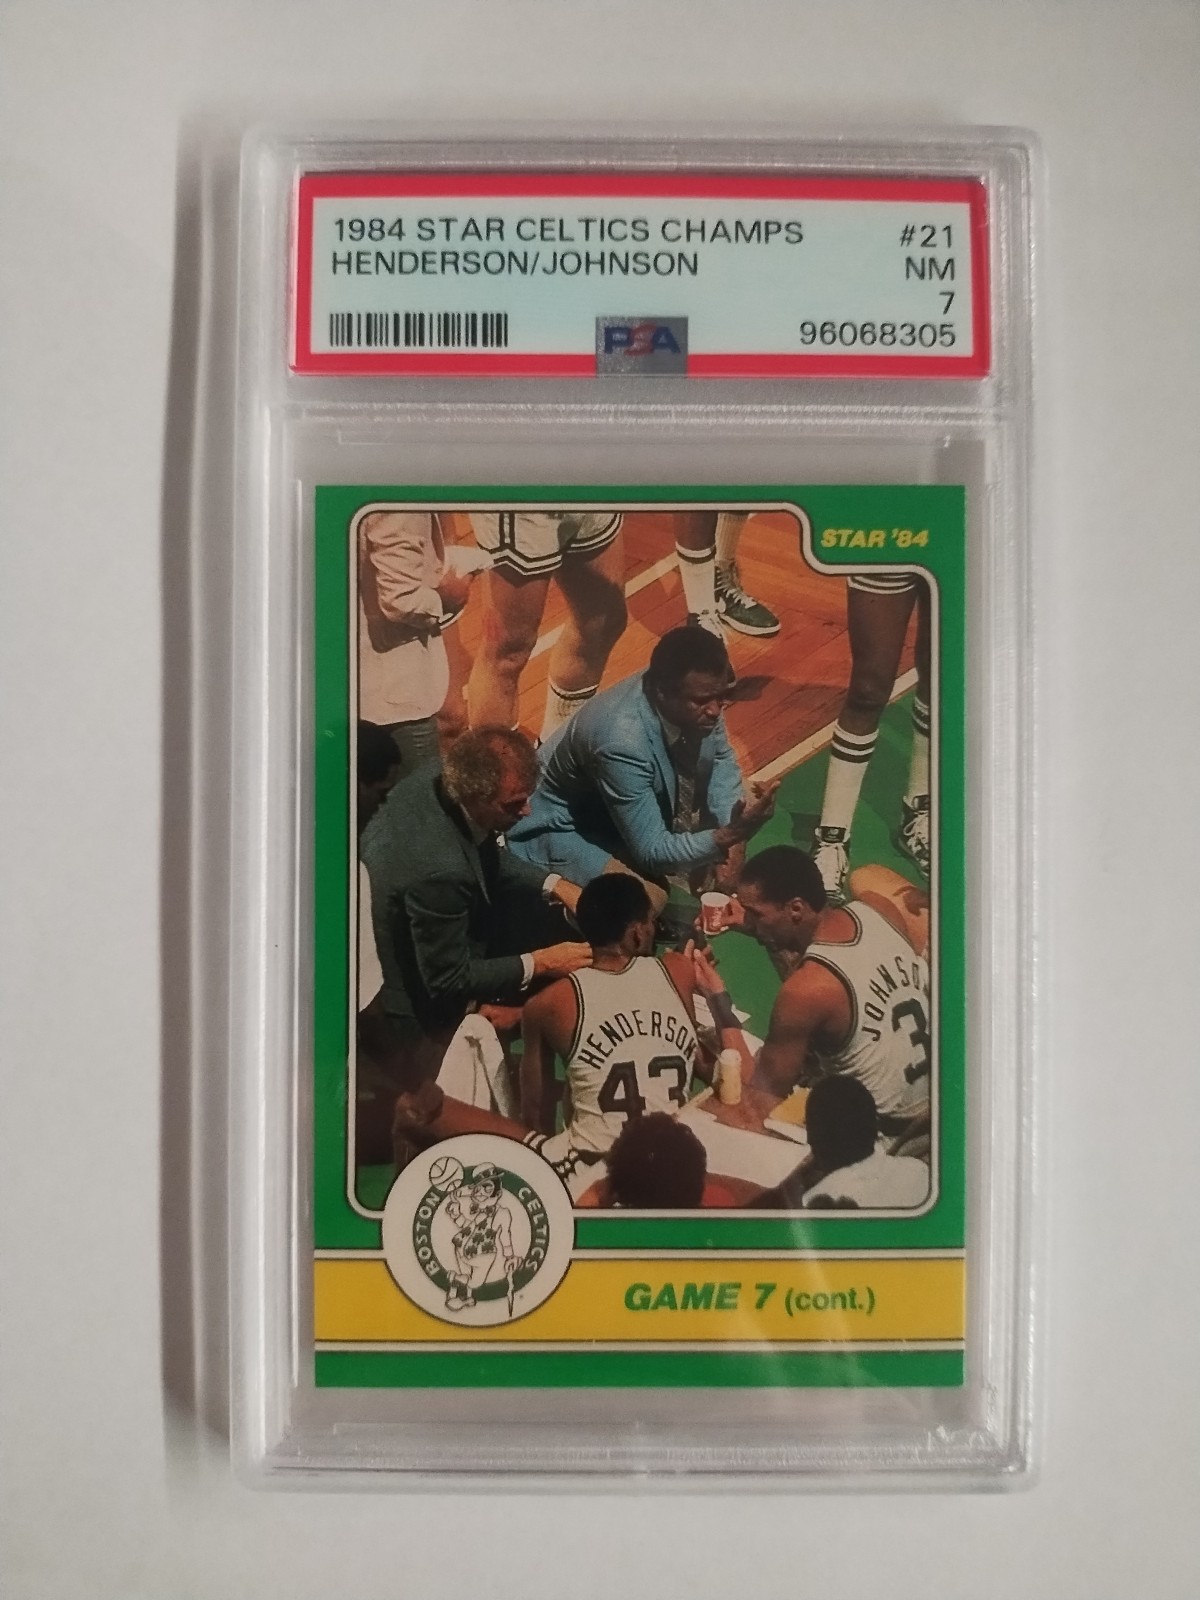 1984 STAR CELTICS CHAMPS #21
HENDERSON/JOHNSON NM
7
PSA 96068305
STAR '84
JOHNSON
3
HENDERSON
43
BOSTON CELTICS
GAME 7 (cont.)